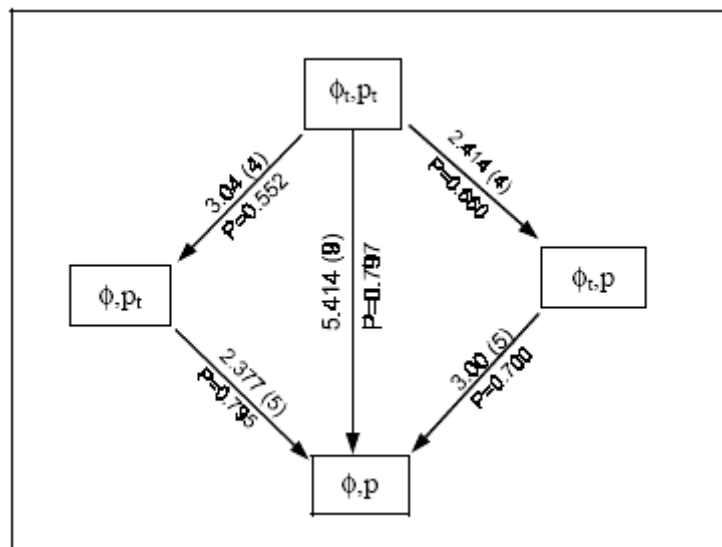 ϕₜ,pₜ
3.04 (4)
P=0.552
2.414 (4)
P=0.660
5.414 (9)
P=0.797
ϕ,pₜ
ϕₜ,p
2.377 (5)
P=0.795
3.00 (5)
P=0.700
ϕ,p